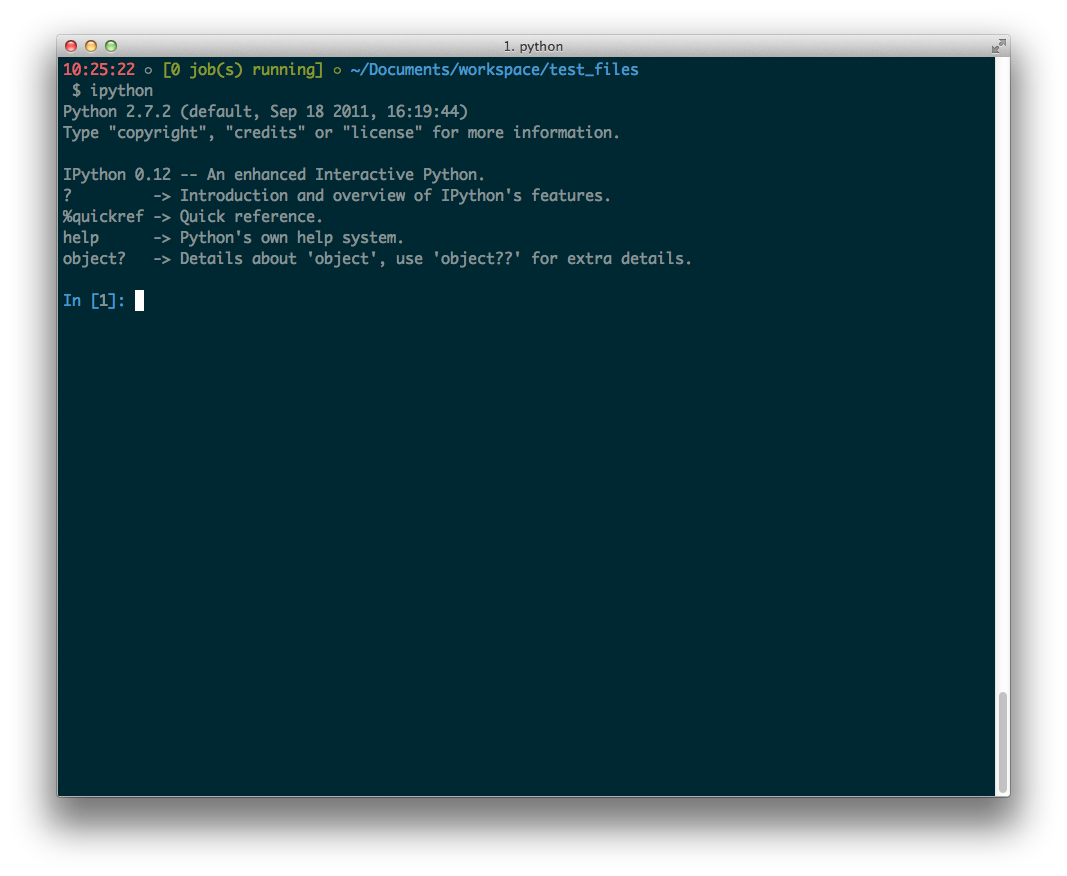 1. python
10:25:22 ∘ [0 job(s) running] ∘ ~/Documents/workspace/test_files
$ ipython
Python 2.7.2 (default, Sep 18 2011, 16:19:44)
Type "copyright", "credits" or "license" for more information.
IPython 0.12 -- An enhanced Interactive Python.
?         -> Introduction and overview of IPython's features.
%quickref -> Quick reference.
help      -> Python's own help system.
object?   -> Details about 'object', use 'object??' for extra details.
In [1]: